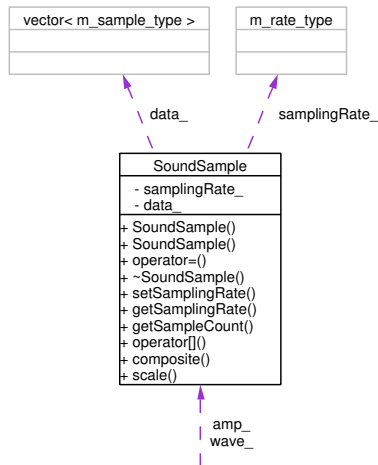 vector< m_sample_type >
m_rate_type
data_
samplingRate_
SoundSample
- samplingRate_
- data_
+ SoundSample()
+ SoundSample()
+ operator=()
+ ~SoundSample()
+ setSamplingRate()
+ getSamplingRate()
+ getSampleCount()
+ operator[]()
+ composite()
+ scale()
amp_
wave_